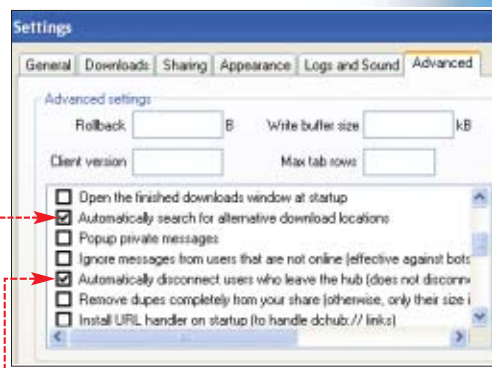 Settings
General Downloads Sharing Appearance Logs and Sound Advanced
Advanced settings
Rollback B Write buffer size kB
Client version Max tab rows
Open the finished downloads window at startup
Automatically search for alternative download locations
Popup private messages
Ignore messages from users that are not online (effective against bots
Automatically disconnect users who leave the hub (does not disconn
Remove dupes completely from your share (otherwise, only their size i
Install URL handler on startup (to handle dchub:// links)